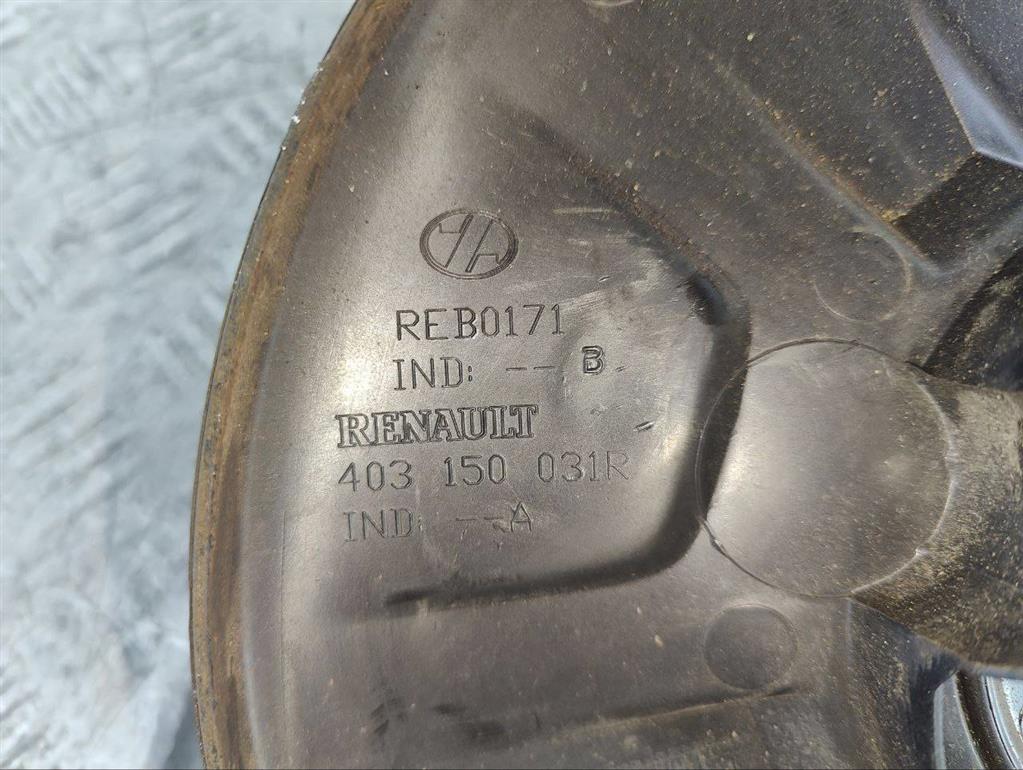 REB0171
IND: -- B
RENAULT
403 150 031R
IND: --A